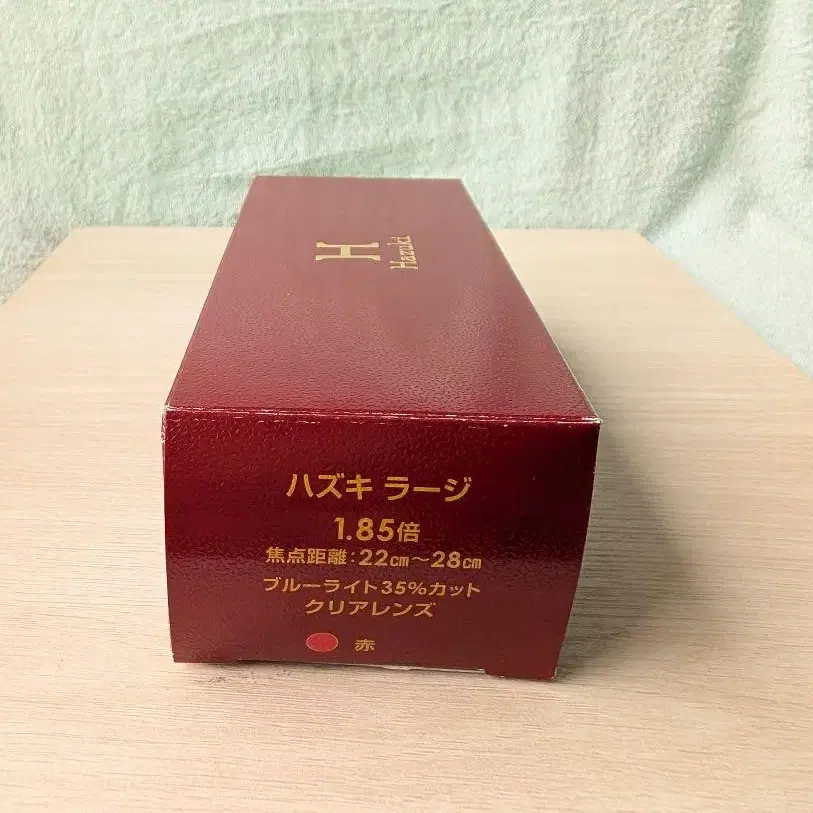 H
Hazuki
ハズキ ラージ
1.85倍
焦点距離：22㎝〜28㎝
ブルーライト35％カット
クリアレンズ
赤